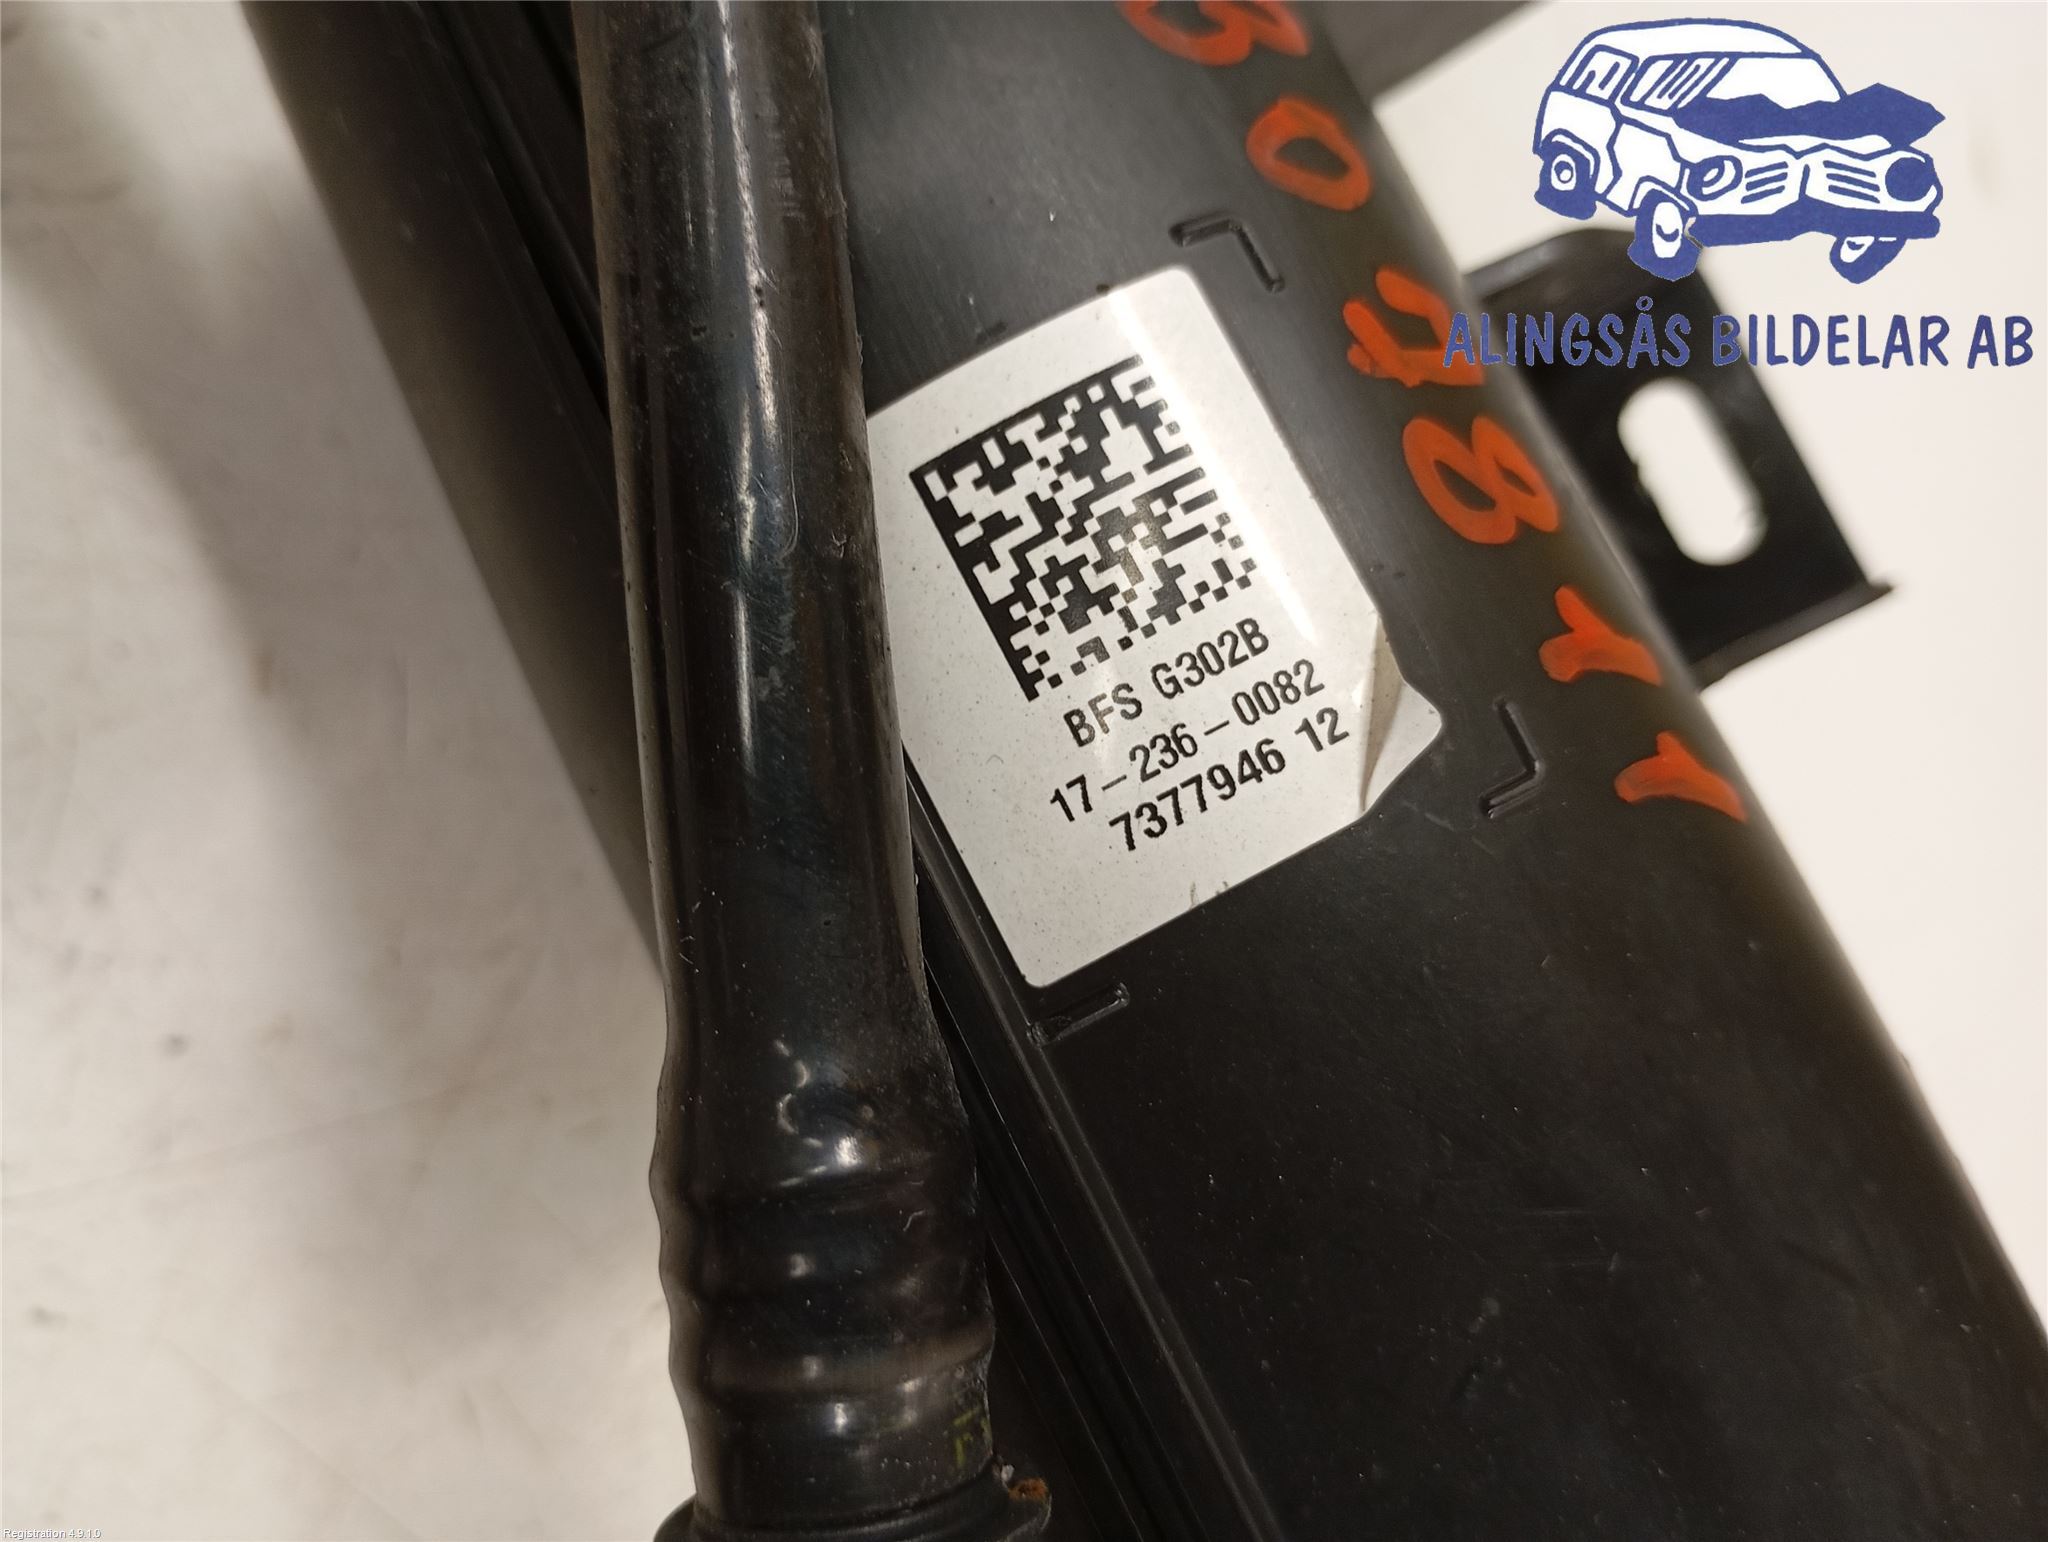 ALINGSÅS BILDELAR AB
BFS G302B
17-236-0082
7377946 12
Registration 4.9.1.0